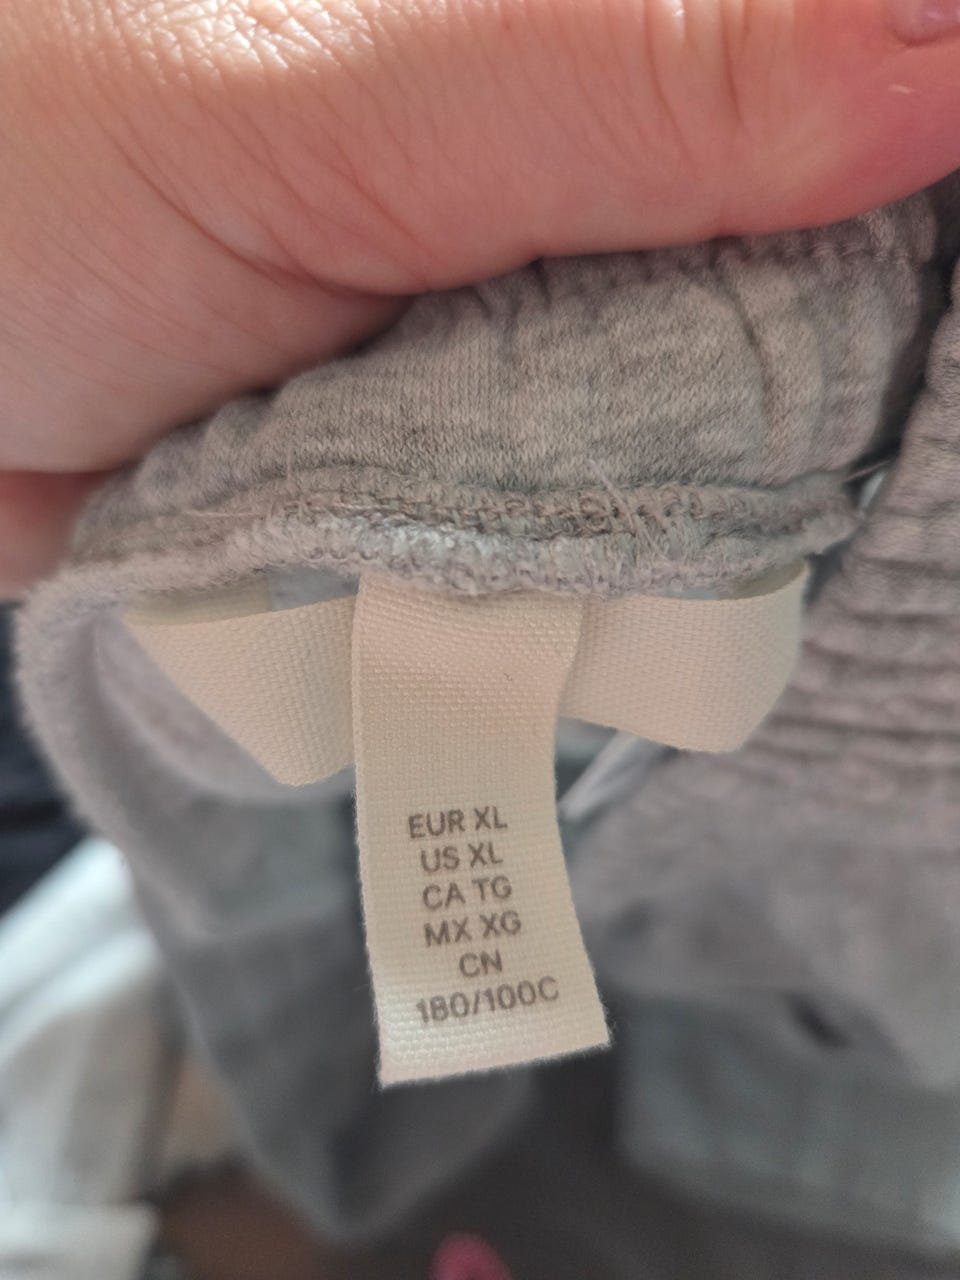 EUR XL
US XL
CA TG
MX XG
CN
180/100C